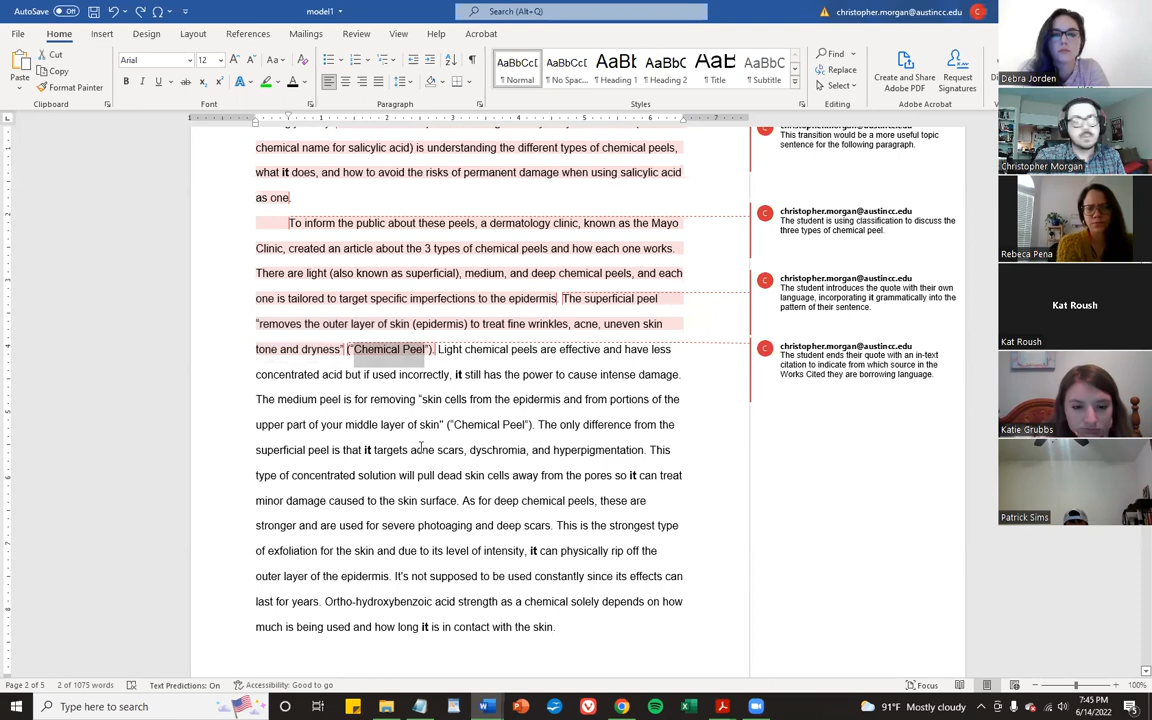 AutoSave Off model1 Search (Alt+Q) christopher.morgan@austincc.edu C
File Home Insert Draw Design Layout References Mailings Review View Help Acrobat
Cut
Copy
Format Painter
Paste
Clipboard
Arial 12
Font
Paragraph
AaBbCcI AaBbCcI AaBb AaBbC AaBb AaBbC
¶ Normal ¶ No Spac... ¶ Heading 1 ¶ Heading 2 ¶ Title ¶ Subtitle
Styles
Find
Replace
Select
Editing
Create and Share
Adobe PDF
Request
Signatures
Adobe Acrobat
chemical name for salicylic acid) is understanding the different types of chemical peels,
what it does, and how to avoid the risks of permanent damage when using salicylic acid
as one.
To inform the public about these peels, a dermatology clinic, known as the Mayo
Clinic, created an article about the 3 types of chemical peels and how each one works.
There are light (also known as superficial), medium, and deep chemical peels, and each
one is tailored to target specific imperfections to the epidermis. The superficial peel
“removes the outer layer of skin (epidermis) to treat fine wrinkles, acne, uneven skin
tone and dryness” (“Chemical Peel”). Light chemical peels are effective and have less
concentrated acid but if used incorrectly, it still has the power to cause intense damage.
The medium peel is for removing “skin cells from the epidermis and from portions of the
upper part of your middle layer of skin" (“Chemical Peel”). The only difference from the
superficial peel is that it targets acne scars, dyschromia, and hyperpigmentation. This
type of concentrated solution will pull dead skin cells away from the pores so it can treat
minor damage caused to the skin surface. As for deep chemical peels, these are
stronger and are used for severe photoaging and deep scars. This is the strongest type
of exfoliation for the skin and due to its level of intensity, it can physically rip off the
outer layer of the epidermis. It's not supposed to be used constantly since its effects can
last for years. Ortho-hydroxybenzoic acid strength as a chemical solely depends on how
much is being used and how long it is in contact with the skin.
christopher.morgan@austincc.edu
This transition would be a more useful topic
sentence for the following paragraph.
christopher.morgan@austincc.edu
The student is using classification to discuss the
three types of chemical peel.
christopher.morgan@austincc.edu
The student introduces the quote with their own
language, incorporating it grammatically into the
pattern of their sentence.
christopher.morgan@austincc.edu
The student ends their quote with an in-text
citation to indicate from which source in the
Works Cited they are borrowing language.
Debra Jorden
Christopher Morgan
Rebeca Pena
Kat Roush
Kat Roush
Katie Grubbs
Patrick Sims
Page 2 of 5 2 of 1075 words Text Predictions: On Accessibility: Good to go Focus 100%
Type here to search 91°F Mostly cloudy
7:45 PM
6/14/2022